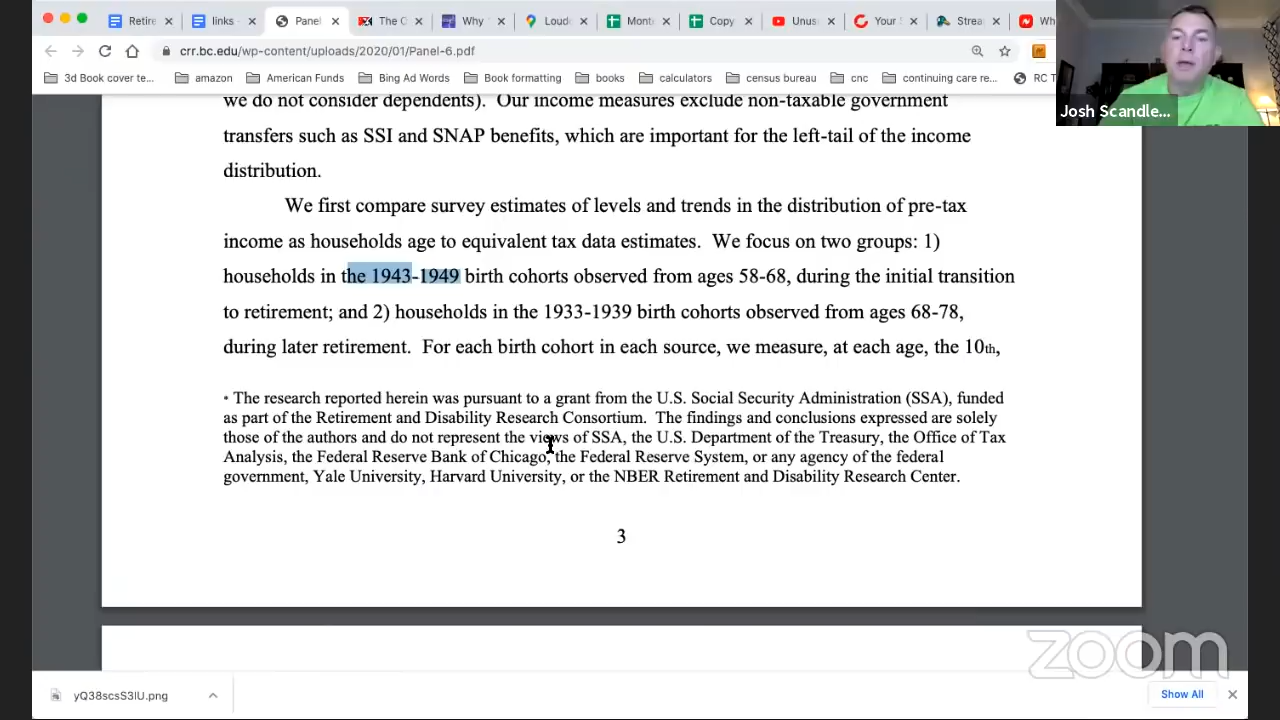 Retire
links
Panel
The C
Why
Loud
Mont
Copy
Unus
Your
Strea
Wh
crr.bc.edu/wp-content/uploads/2020/01/Panel-6.pdf
3d Book cover te... amazon American Funds Bing Ad Words Book formatting books calculators census bureau cnc continuing care re... RC T
Josh Scandle...
we do not consider dependents). Our income measures exclude non-taxable government
transfers such as SSI and SNAP benefits, which are important for the left-tail of the income
distribution.
We first compare survey estimates of levels and trends in the distribution of pre-tax
income as households age to equivalent tax data estimates. We focus on two groups: 1)
households in the 1943-1949 birth cohorts observed from ages 58-68, during the initial transition
to retirement; and 2) households in the 1933-1939 birth cohorts observed from ages 68-78,
during later retirement. For each birth cohort in each source, we measure, at each age, the 10th,
• The research reported herein was pursuant to a grant from the U.S. Social Security Administration (SSA), funded
as part of the Retirement and Disability Research Consortium. The findings and conclusions expressed are solely
those of the authors and do not represent the views of SSA, the U.S. Department of the Treasury, the Office of Tax
Analysis, the Federal Reserve Bank of Chicago, the Federal Reserve System, or any agency of the federal
government, Yale University, Harvard University, or the NBER Retirement and Disability Research Center.
3
zoom
yQ38scsS3IU.png
Show All